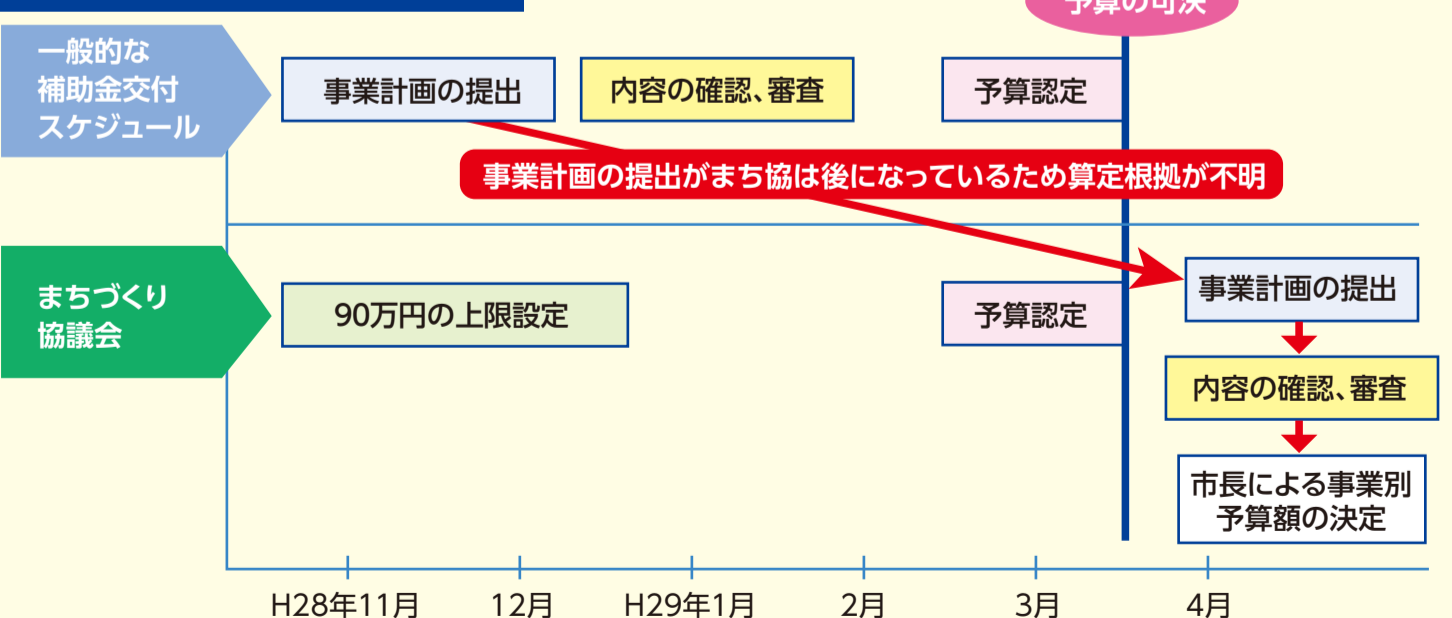 予算の可決
一般的な
補助金交付
スケジュール
事業計画の提出
内容の確認、審査
予算認定
事業計画の提出がまち協は後になっているため算定根拠が不明
まちづくり
協議会
90万円の上限設定
予算認定
事業計画の提出
内容の確認、審査
市長による事業別
予算額の決定
H28年11月
12月
H29年1月
2月
3月
4月